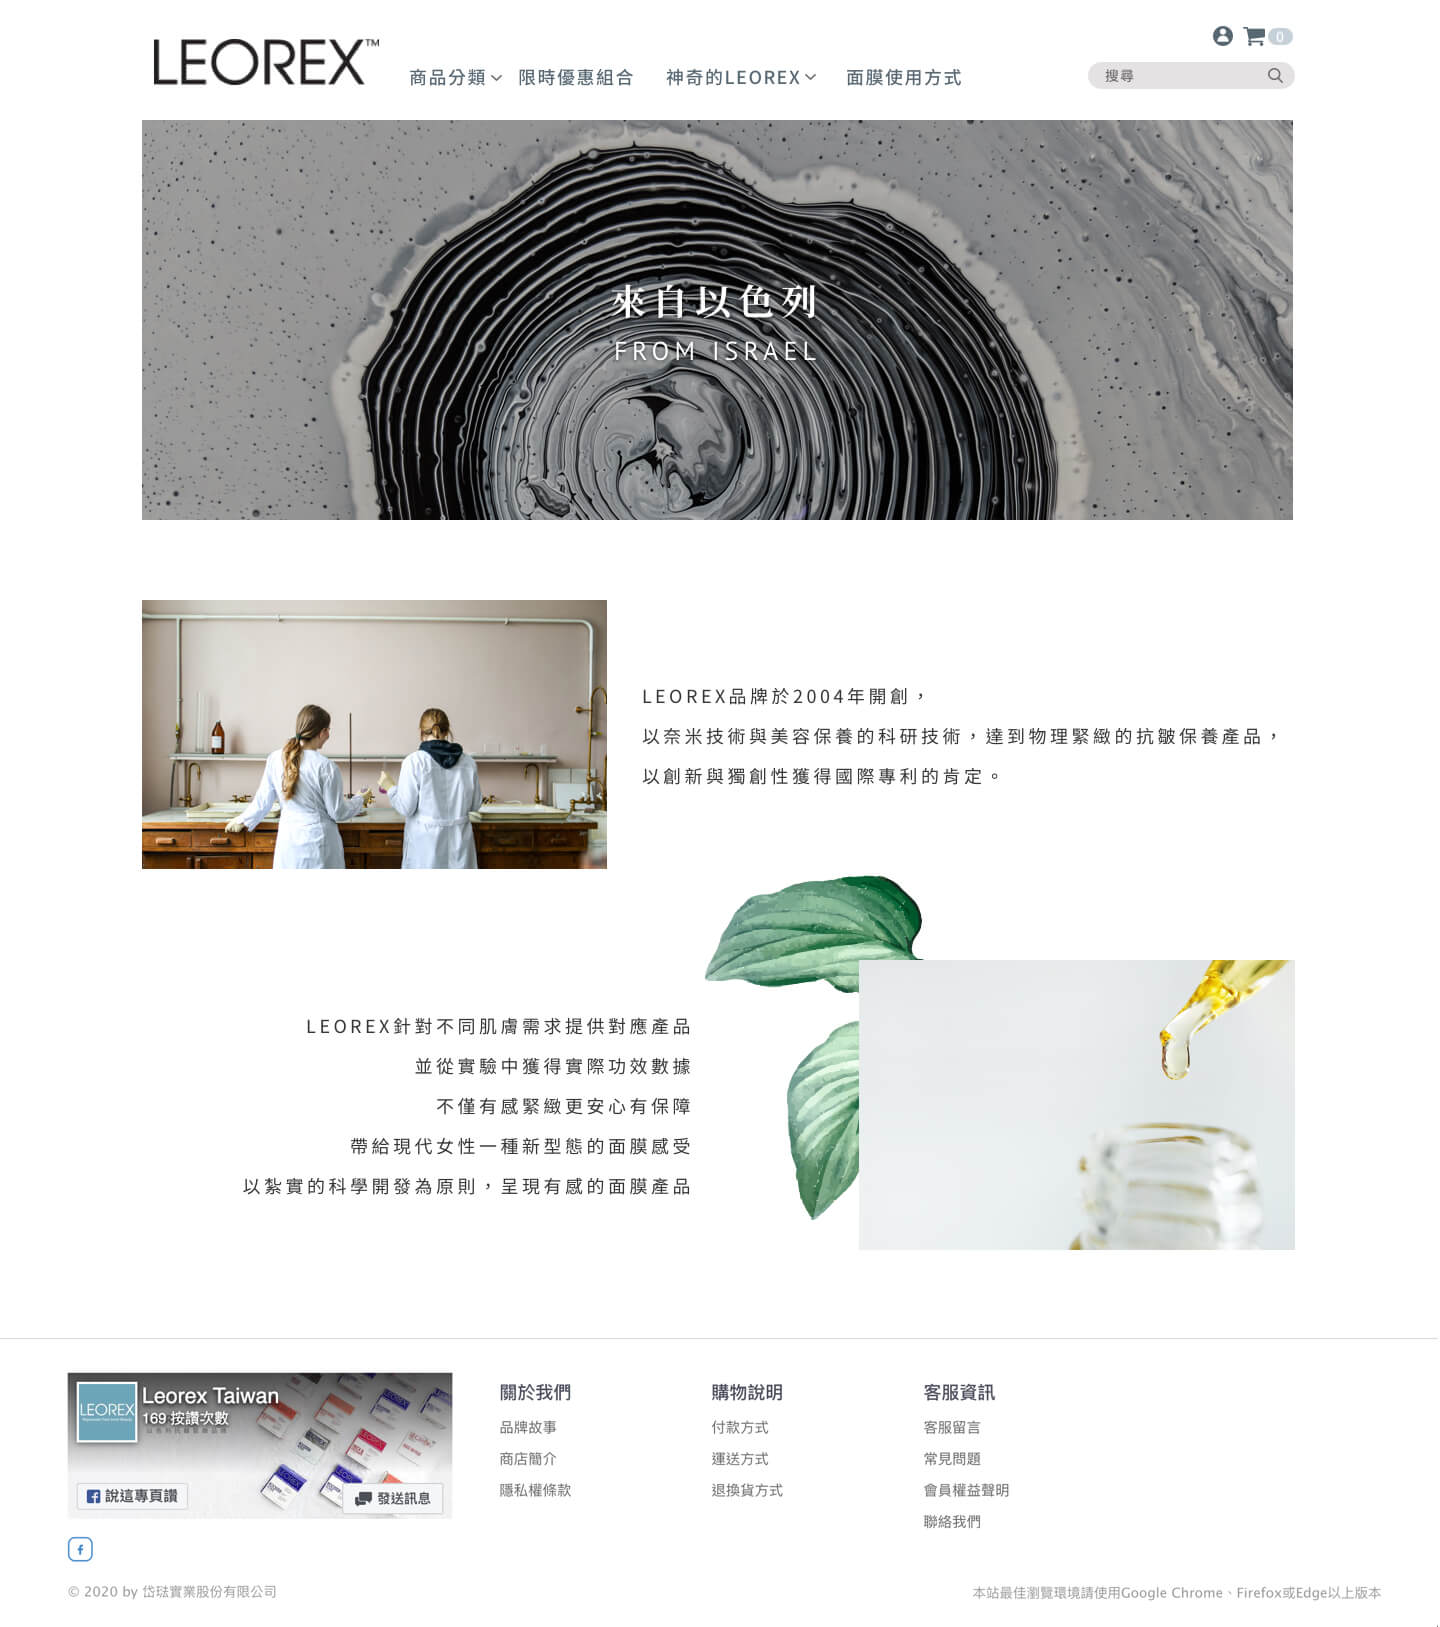 LEOREX™
0
商品分類
限時優惠組合
神奇的LEOREX
面膜使用方式
搜尋
來自以色列
FROM ISRAEL
LEOREX品牌於2004年開創，
以奈米技術與美容保養的科研技術，達到物理緊緻的抗皺保養產品，
以創新與獨創性獲得國際專利的肯定。
LEOREX針對不同肌膚需求提供對應產品
並從實驗中獲得實際功效數據
不僅有感緊緻更安心有保障
帶給現代女性一種新型態的面膜感受
以紮實的科學開發為原則，呈現有感的面膜產品
LEOREX
Leorex Taiwan
169 按讚次數
說這專頁讚
發送訊息
關於我們
品牌故事
商店簡介
隱私權條款
購物說明
付款方式
運送方式
退換貨方式
客服資訊
客服留言
常見問題
會員權益聲明
聯絡我們
© 2020 by 岱琺實業股份有限公司
本站最佳瀏覽環境請使用Google Chrome、Firefox或Edge以上版本